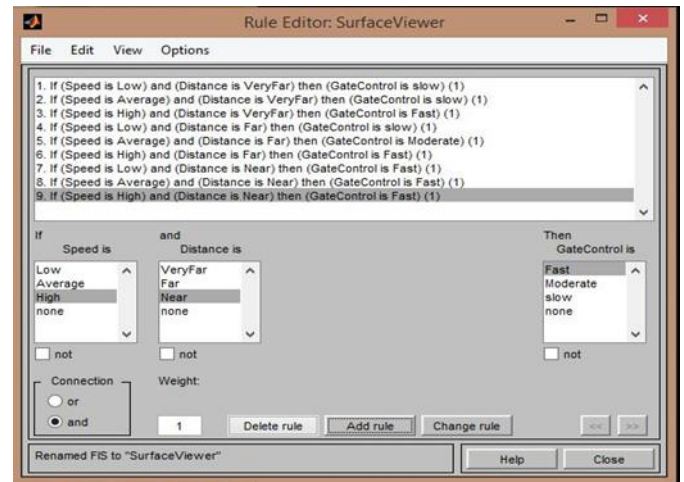 Rule Editor: SurfaceViewer
File Edit View Options
1. If (Speed is Low) and (Distance is VeryFar) then (GateControl is slow) (1)
2. If (Speed is Average) and (Distance is VeryFar) then (GateControl is slow) (1)
3. If (Speed is High) and (Distance is VeryFar) then (GateControl is Fast) (1)
4. If (Speed is Low) and (Distance is Far) then (GateControl is slow) (1)
5. If (Speed is Average) and (Distance is Far) then (GateControl is Moderate) (1)
6. If (Speed is High) and (Distance is Far) then (GateControl is Fast) (1)
7. If (Speed is Low) and (Distance is Near) then (GateControl is Fast) (1)
8. If (Speed is Average) and (Distance is Near) then (GateControl is Fast) (1)
9. If (Speed is High) and (Distance is Near) then (GateControl is Fast) (1)
If and Then
Speed is Distance is GateControl is
Low VeryFar Fast
Average Far Moderate
High Near slow
none none none
not not not
Connection Weight:
or
and 1 Delete rule Add rule Change rule << >>
Renamed FIS to "SurfaceViewer" Help Close